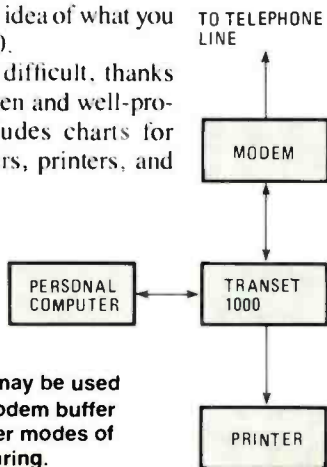 idea of what you
).
difficult, thanks
en and well-pro-
udes charts for
rs, printers, and
TO TELEPHONE
LINE
MODEM
PERSONAL
COMPUTER
TRANSET
1000
PRINTER
may be used
odem buffer
er modes of
aring.